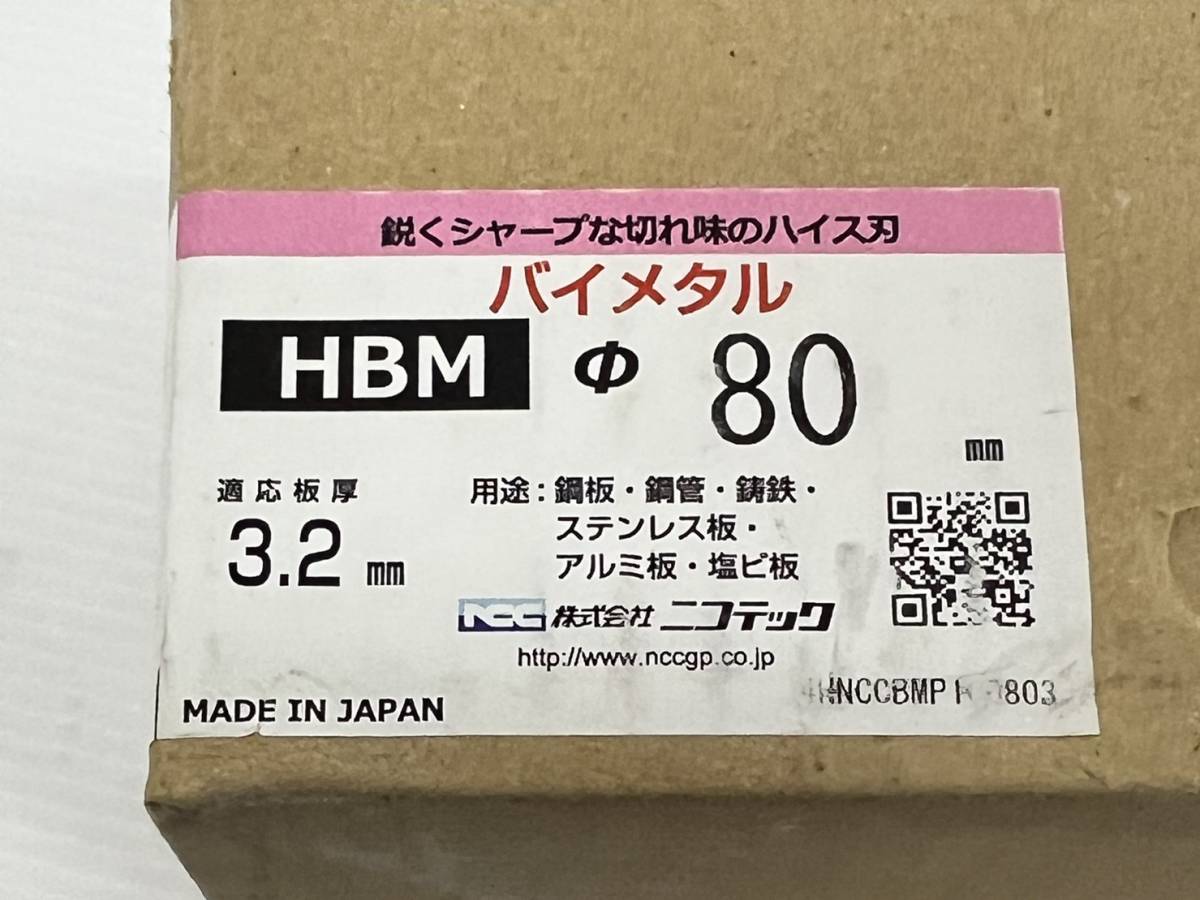 鋭くシャープな切れ味のハイス刃
バイメタル
HBM Φ 80 mm
適応板厚
3.2 mm
用途：鋼板・鋼管・鋳鉄・
ステンレス板・
アルミ板・塩ビ板
NCC 株式会社 ニコテック
http://www.nccgp.co.jp
MADE IN JAPAN